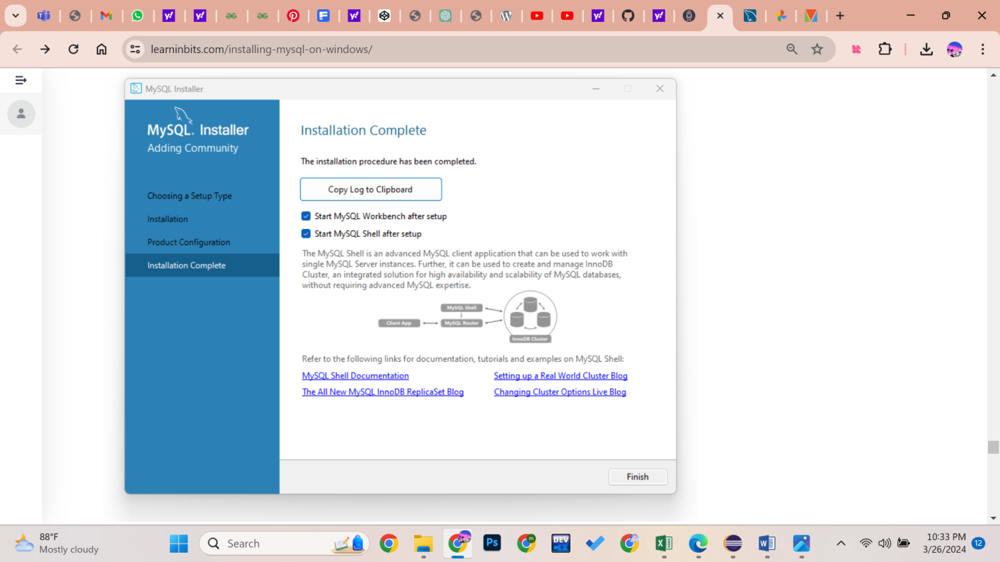 learninbits.com/installing-mysql-on-windows/
MySQL Installer
MySQL. Installer
Adding Community
Choosing a Setup Type
Installation
Product Configuration
Installation Complete
Installation Complete
The installation procedure has been completed.
Copy Log to Clipboard
Start MySQL Workbench after setup
Start MySQL Shell after setup
The MySQL Shell is an advanced MySQL client application that can be used to work with
single MySQL Server instances. Further, it can be used to create and manage InnoDB
Cluster, an integrated solution for high availability and scalability of MySQL databases,
without requiring advanced MySQL expertise.
MySQL Shell
Client App
MySQL Router
InnoDB Cluster
Refer to the following links for documentation, tutorials and examples on MySQL Shell:
MySQL Shell Documentation
Setting up a Real World Cluster Blog
The All New MySQL InnoDB ReplicaSet Blog
Changing Cluster Options Live Blog
Finish
88°F
Mostly cloudy
Search
Ps
DEV
10:33 PM
3/26/2024
12